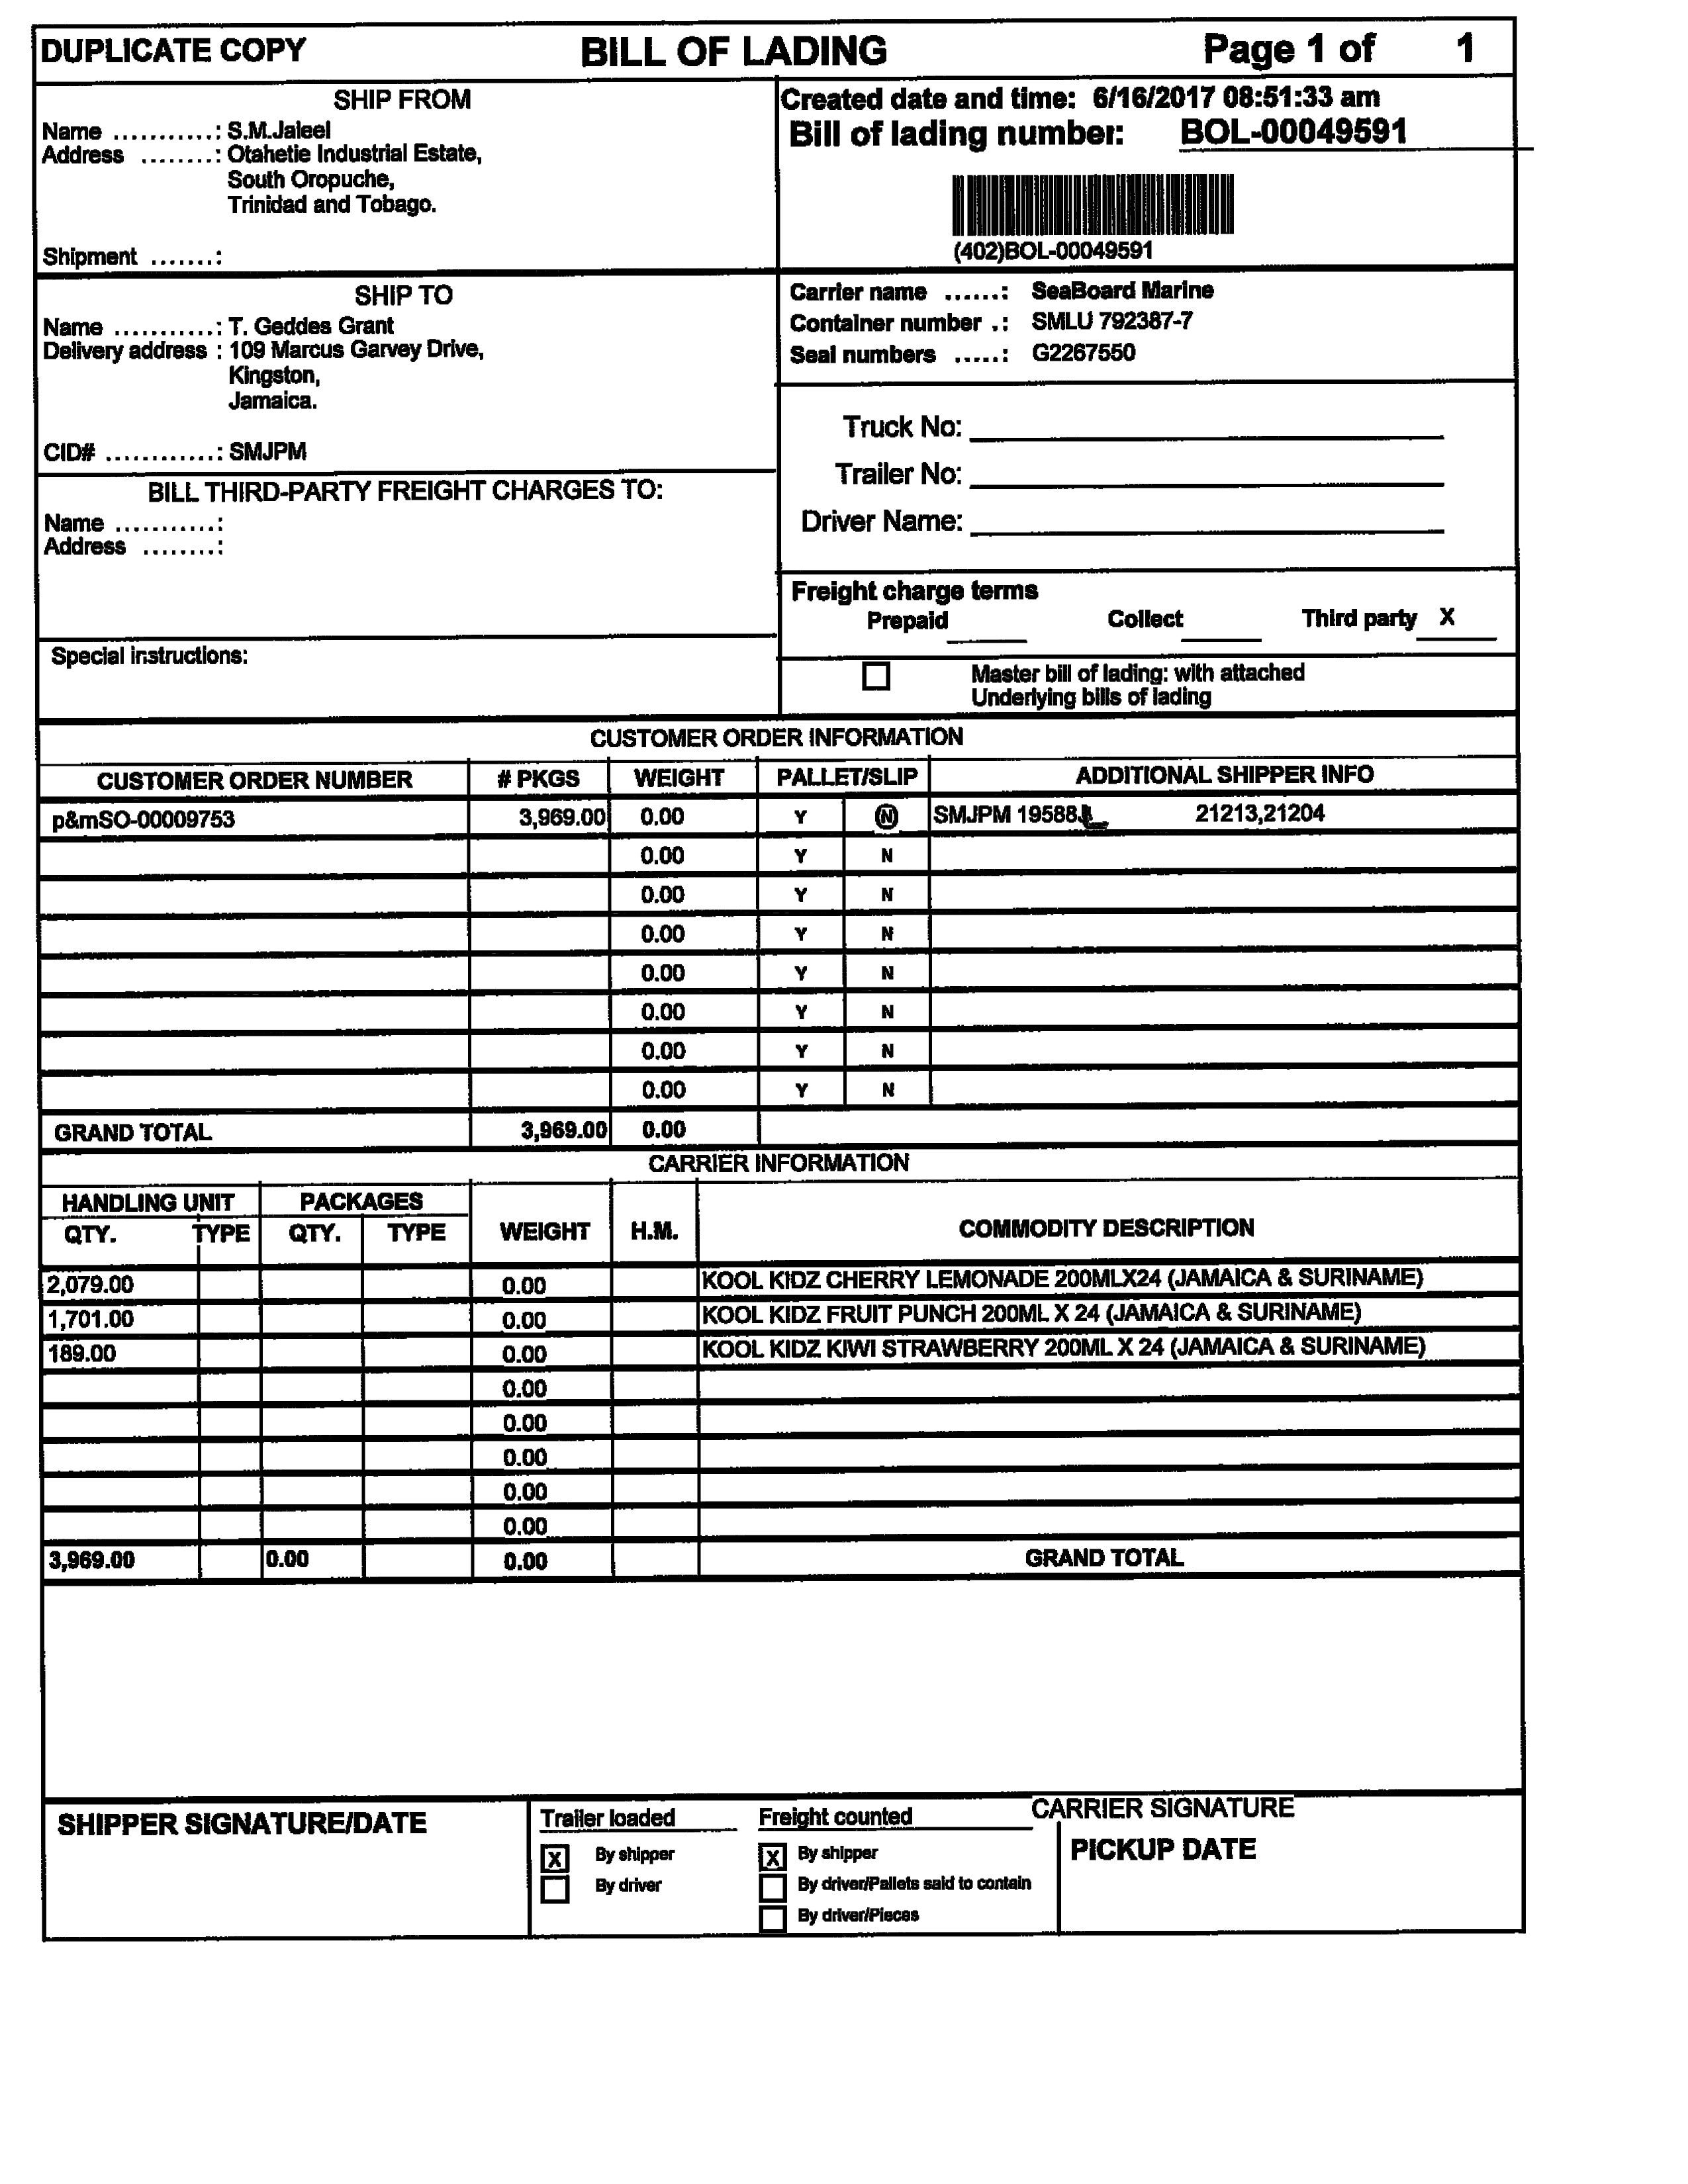 DUPLICATE COPY BILL OF LADING Page 1 of 1
SHIP FROM
Name ...........: S.M.Jaleel
Address ........: Otahetie Industrial Estate,
South Oropuche,
Trinidad and Tobago.
Shipment .......:
Created date and time: 6/16/2017 08:51:33 am
Bill of lading number: BOL-00049591
(402)BOL-00049591
SHIP TO
Name ...........: T. Geddes Grant
Delivery address : 109 Marcus Garvey Drive,
Kingston,
Jamaica.
CID# ............: SMJPM
Carrier name ......: SeaBoard Marine
Container number .: SMLU 792387-7
Seal numbers .....: G2267550
Truck No:
Trailer No:
Driver Name:
BILL THIRD-PARTY FREIGHT CHARGES TO:
Name ...........:
Address ........:
Freight charge terms
Prepaid Collect Third party X
Special instructions:
Master bill of lading: with attached
Underlying bills of lading
CUSTOMER ORDER INFORMATION
CUSTOMER ORDER NUMBER # PKGS WEIGHT PALLET/SLIP ADDITIONAL SHIPPER INFO
p&mSO-00009753 3,969.00 0.00 Y N SMJPM 19588 21213,21204
0.00 Y N
0.00 Y N
0.00 Y N
0.00 Y N
0.00 Y N
0.00 Y N
0.00 Y N
GRAND TOTAL 3,969.00 0.00
CARRIER INFORMATION
HANDLING UNIT PACKAGES
QTY. TYPE QTY. TYPE WEIGHT H.M. COMMODITY DESCRIPTION
2,079.00 0.00 KOOL KIDZ CHERRY LEMONADE 200MLX24 (JAMAICA & SURINAME)
1,701.00 0.00 KOOL KIDZ FRUIT PUNCH 200ML X 24 (JAMAICA & SURINAME)
189.00 0.00 KOOL KIDZ KIWI STRAWBERRY 200ML X 24 (JAMAICA & SURINAME)
0.00
0.00
0.00
0.00
0.00
3,969.00 0.00 0.00 GRAND TOTAL
SHIPPER SIGNATURE/DATE
Trailer loaded
X By shipper
By driver
Freight counted
X By shipper
By driver/Pallets said to contain
By driver/Pieces
CARRIER SIGNATURE
PICKUP DATE